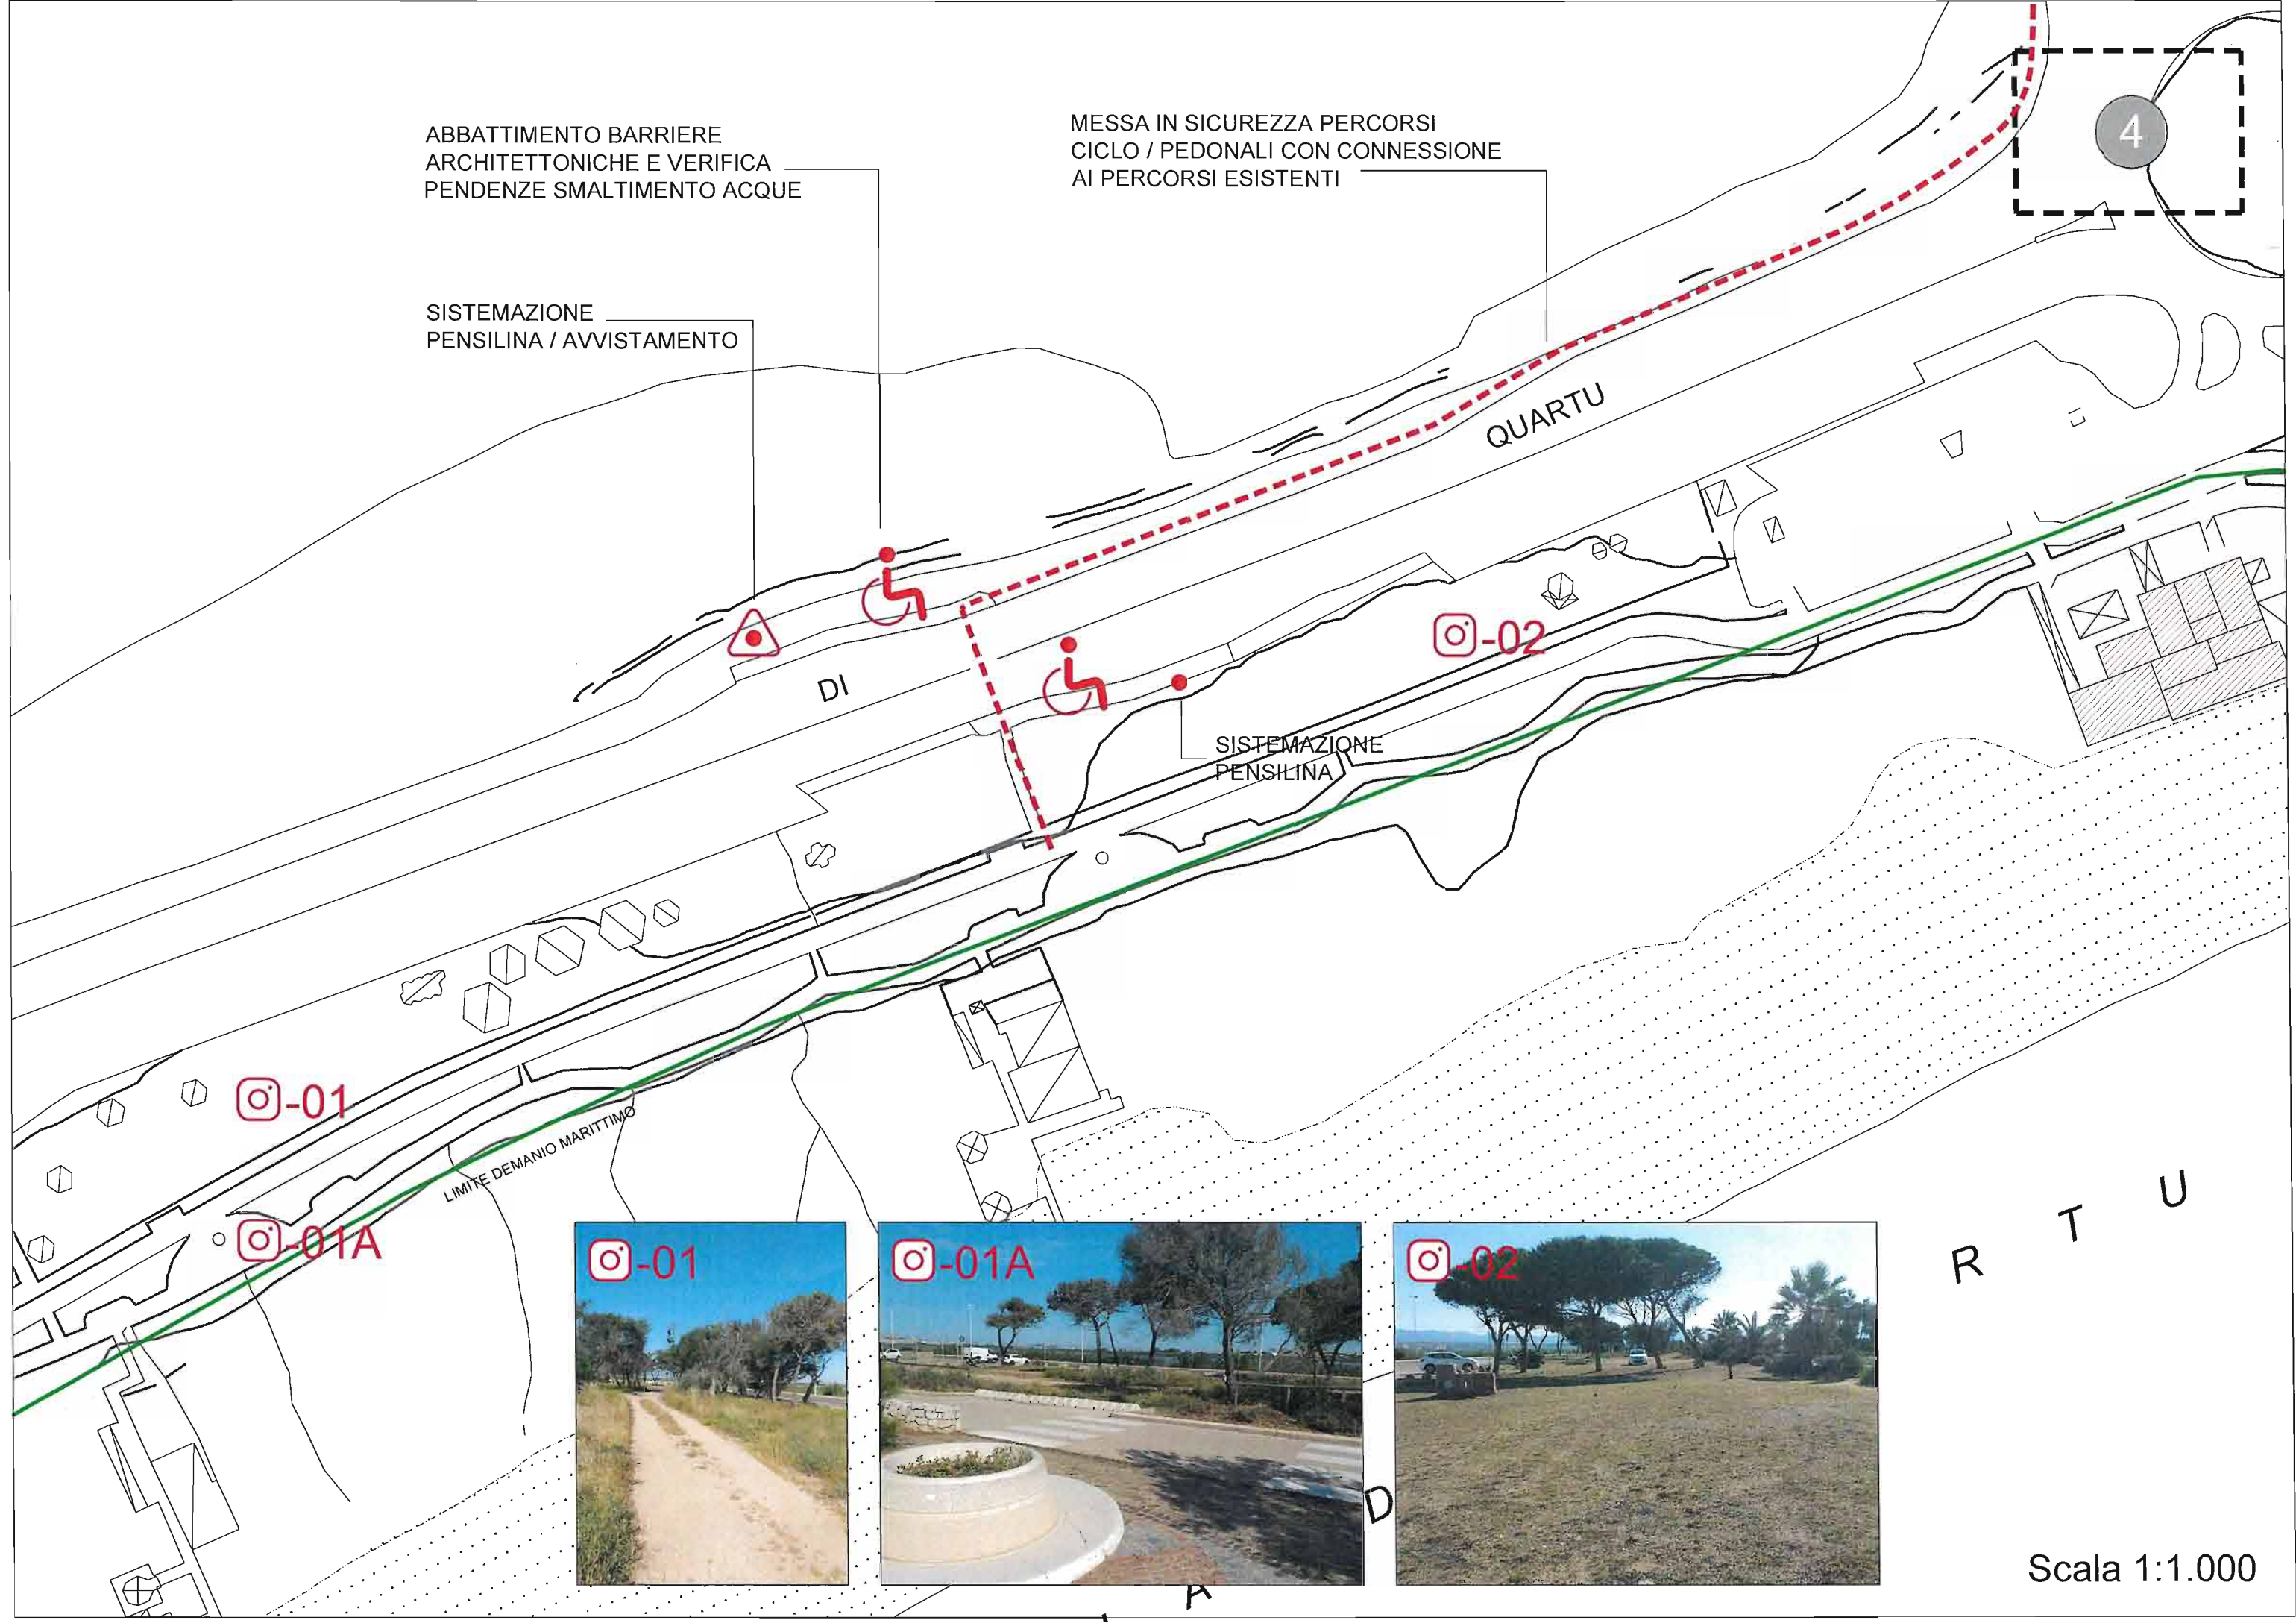 ABBATTIMENTO BARRIERE
ARCHITETTONICHE E VERIFICA
PENDENZE SMALTIMENTO ACQUE
MESSA IN SICUREZZA PERCORSI
CICLO / PEDONALI CON CONNESSIONE
AI PERCORSI ESISTENTI
4
SISTEMAZIONE
PENSILINA / AVVISTAMENTO
QUARTU
DI
-02
SISTEMAZIONE
PENSILINA
-01
LIMITE DEMANIO MARITTIMO
-01A
-01
-01A
-02
R T U
D
A
Scala 1:1.000